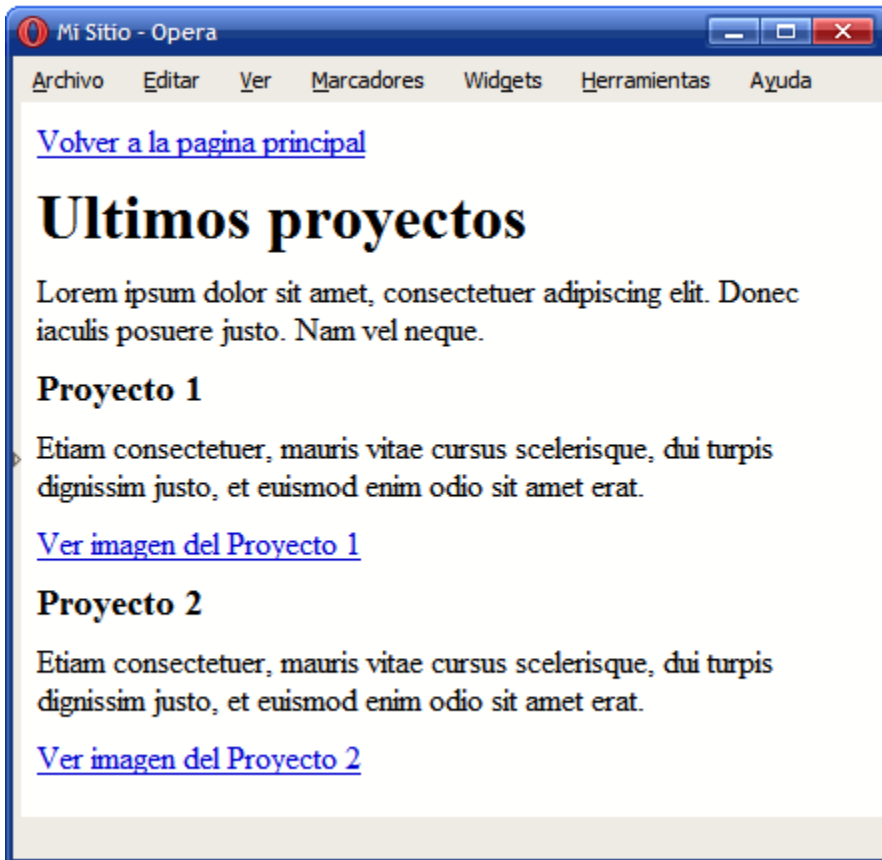 Mi Sitio - Opera
Archivo Editar Ver Marcadores Widgets Herramientas Ayuda
Volver a la pagina principal
Ultimos proyectos
Lorem ipsum dolor sit amet, consectetuer adipiscing elit. Donec
iaculis posuere justo. Nam vel neque.
Proyecto 1
Etiam consectetuer, mauris vitae cursus scelerisque, dui turpis
dignissim justo, et euismod enim odio sit amet erat.
Ver imagen del Proyecto 1
Proyecto 2
Etiam consectetuer, mauris vitae cursus scelerisque, dui turpis
dignissim justo, et euismod enim odio sit amet erat.
Ver imagen del Proyecto 2